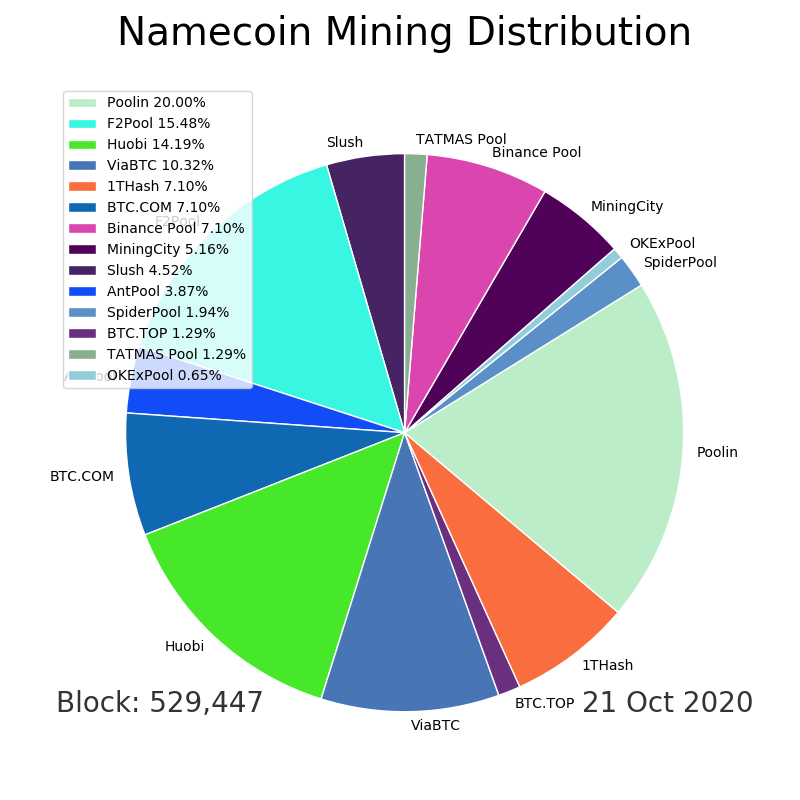 Namecoin Mining Distribution
Poolin 20.00%
F2Pool 15.48%
Huobi 14.19%
ViaBTC 10.32%
1THash 7.10%
BTC.COM 7.10%
Binance Pool 7.10%
MiningCity 5.16%
Slush 4.52%
AntPool 3.87%
SpiderPool 1.94%
BTC.TOP 1.29%
TATMAS Pool 1.29%
OKExPool 0.65%
Slush
TATMAS Pool
Binance Pool
MiningCity
F2Pool
OKExPool
SpiderPool
Poolin
BTC.COM
Huobi
1THash
BTC.TOP
ViaBTC
Block: 529,447
21 Oct 2020